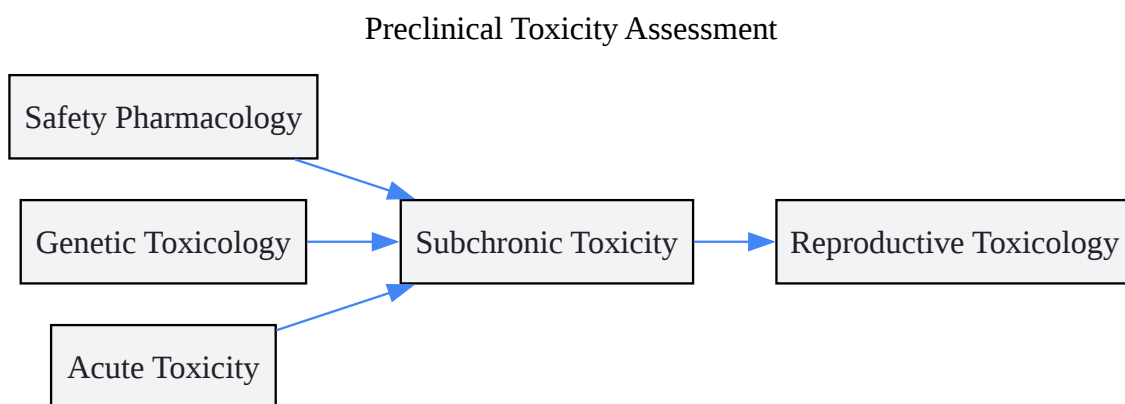 Preclinical Toxicity Assessment
Safety Pharmacology
Genetic Toxicology
Subchronic Toxicity
Reproductive Toxicology
Acute Toxicity